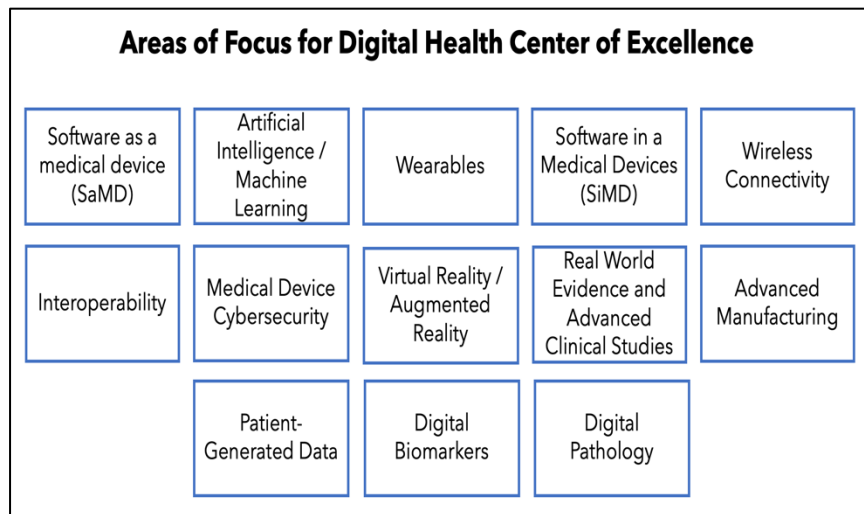 Areas of Focus for Digital Health Center of Excellence
Software as a
medical device
(SaMD)
Artificial
Intelligence /
Machine
Learning
Wearables
Software in a
Medical Devices
(SiMD)
Wireless
Connectivity
Interoperability
Medical Device
Cybersecurity
Virtual Reality /
Augmented
Reality
Real World
Evidence and
Advanced
Clinical Studies
Advanced
Manufacturing
Patient-
Generated Data
Digital
Biomarkers
Digital
Pathology